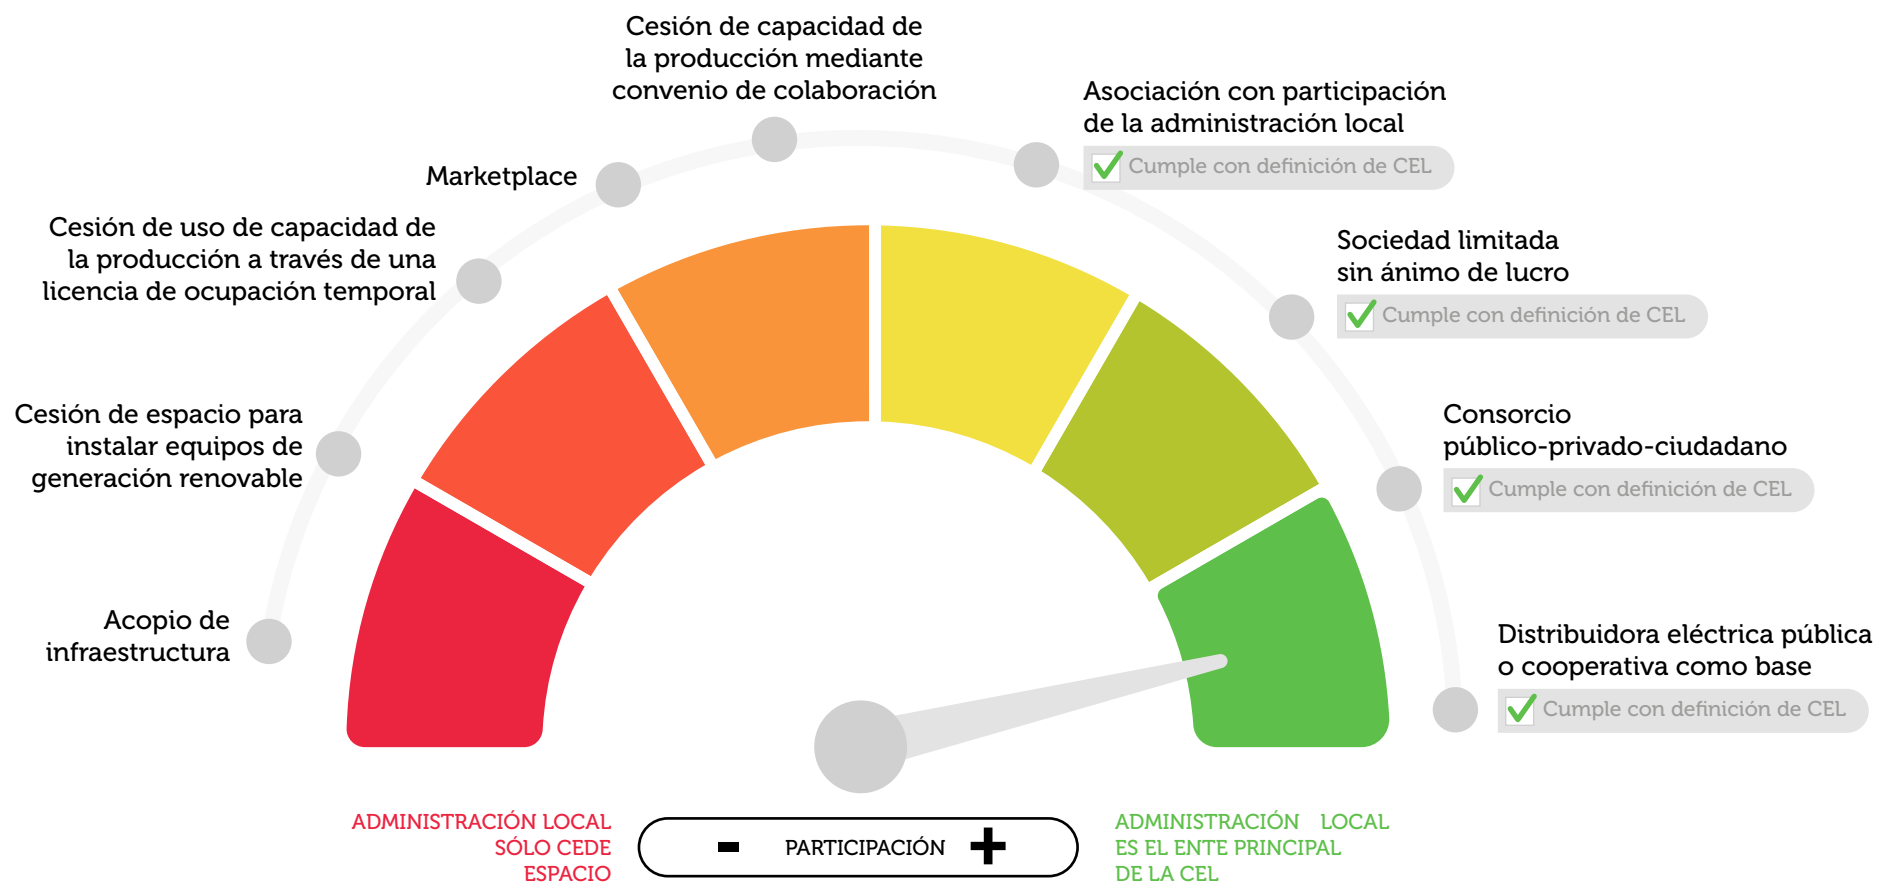 Cesión de capacidad de
la producción mediante
convenio de colaboración
Asociación con participación
de la administración local
Cumple con definición de CEL
Marketplace
Cesión de uso de capacidad de
la producción a través de una
licencia de ocupación temporal
Sociedad limitada
sin ánimo de lucro
Cumple con definición de CEL
Cesión de espacio para
instalar equipos de
generación renovable
Consorcio
público-privado-ciudadano
Cumple con definición de CEL
Acopio de
infraestructura
Distribuidora eléctrica pública
o cooperativa como base
Cumple con definición de CEL
ADMINISTRACIÓN LOCAL
SÓLO CEDE
ESPACIO
- PARTICIPACIÓN +
ADMINISTRACIÓN LOCAL
ES EL ENTE PRINCIPAL
DE LA CEL